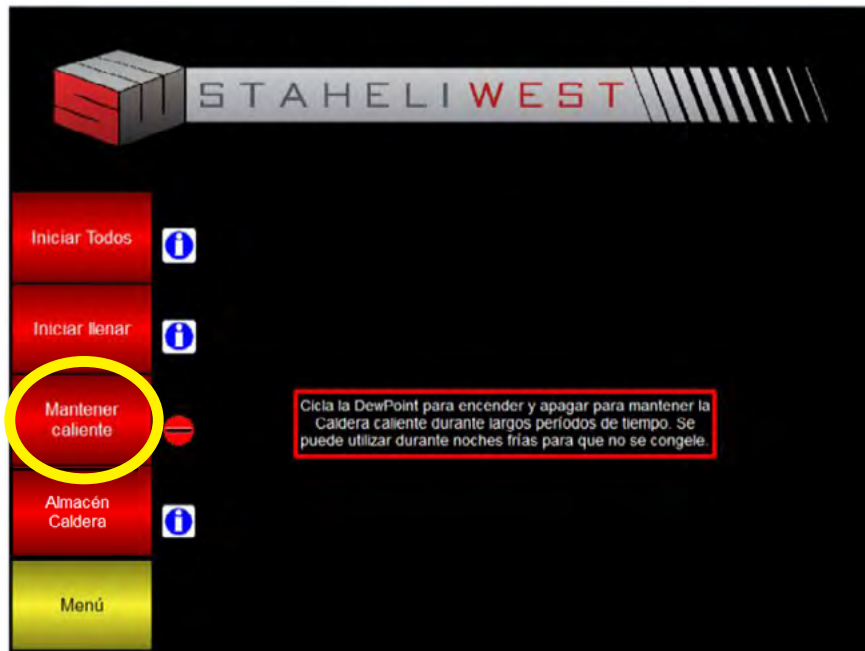 STAHELIWEST
Iniciar Todos
Iniciar llenar
Mantener
caliente
Cicla la DewPoint para encender y apagar para mantener la
Caldera caliente durante largos períodos de tiempo. Se
puede utilizar durante noches frías para que no se congele.
Almacén
Caldera
Menú